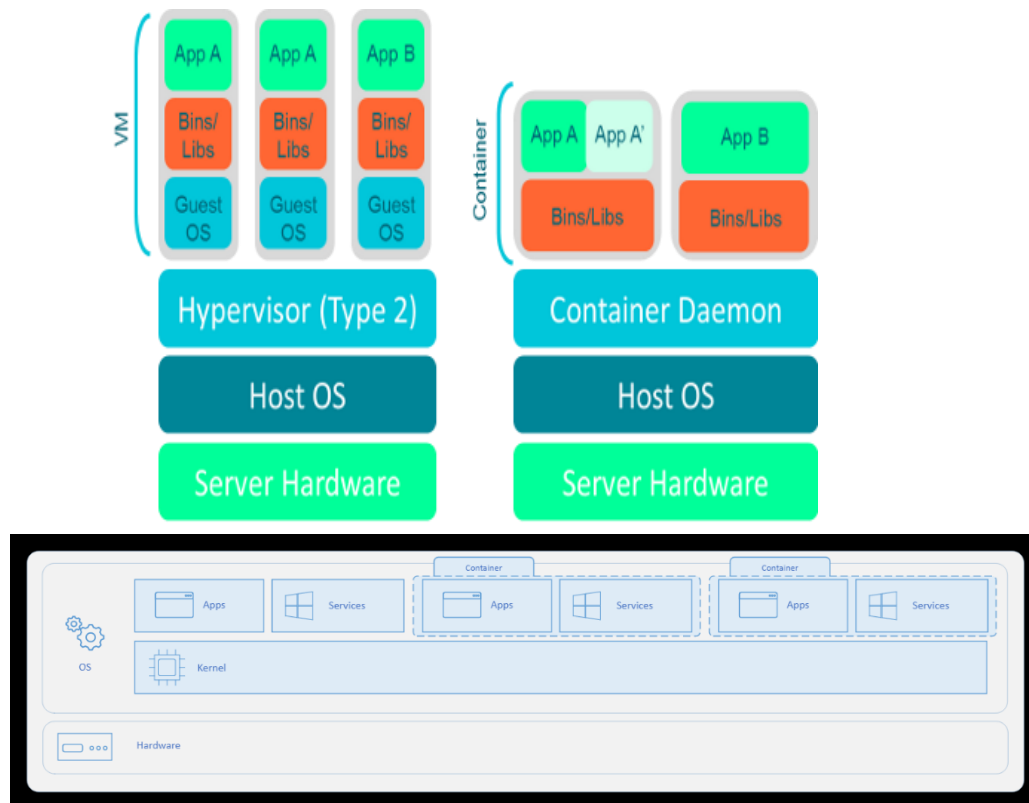 VM
App A
App A
App B
Bins/
Libs
Bins/
Libs
Bins/
Libs
Guest
OS
Guest
OS
Guest
OS
Hypervisor (Type 2)
Host OS
Server Hardware
Container
App A
App A'
App B
Bins/Libs
Bins/Libs
Container Daemon
Host OS
Server Hardware
Container
Container
Apps
Services
Apps
Services
Apps
Services
OS
Kernel
Hardware